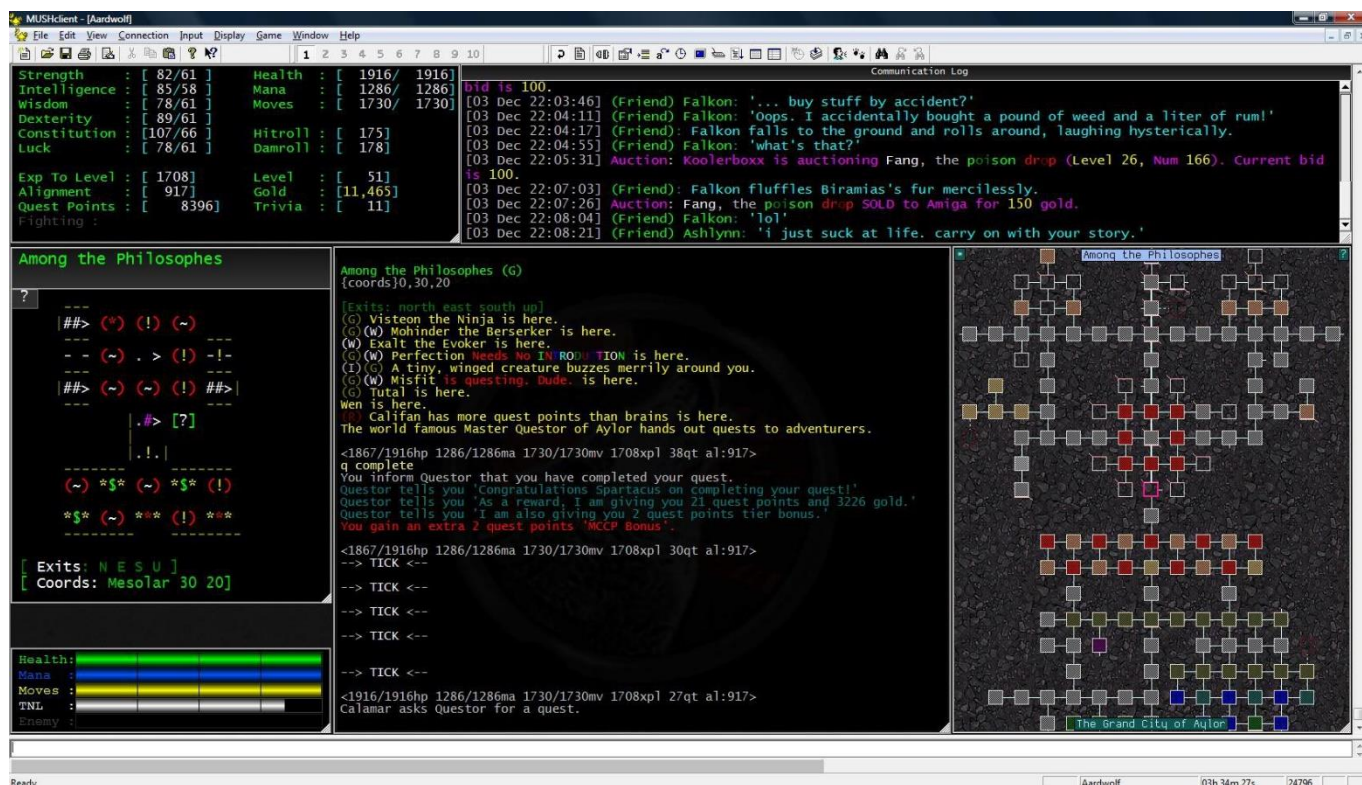 MUSHclient - [Aardwolf]
File Edit View Connection Input Display Game Window Help
1 2 3 4 5 6 7 8 9 10
Strength : [ 82/61 ] Health : [ 1916/ 1916]
Intelligence : [ 85/58 ] Mana : [ 1286/ 1286]
Wisdom : [ 78/61 ] Moves : [ 1730/ 1730]
Dexterity : [ 89/61 ]
Constitution : [107/66 ] Hitroll : [ 175]
Luck : [ 78/61 ] Damroll : [ 178]
Exp To Level : [ 1708] Level : [ 51]
Alignment : [ 917] Gold : [11,465]
Quest Points : [ 8396] Trivia : [ 11]
Fighting :
Communication Log
bid is 100.
[03 Dec 22:03:46] (Friend) Falkon: '... buy stuff by accident?'
[03 Dec 22:04:11] (Friend) Falkon: 'Oops. I accidentally bought a pound of weed and a liter of rum!'
[03 Dec 22:04:17] (Friend): Falkon falls to the ground and rolls around, laughing hysterically.
[03 Dec 22:04:55] (Friend) Falkon: 'what's that?'
[03 Dec 22:05:31] Auction: Koolerboxx is auctioning Fang, the poison drop (Level 26, Num 166). Current bid
is 100.
[03 Dec 22:07:03] (Friend): Falkon fluffles Biramias's fur mercilessly.
[03 Dec 22:07:26] Auction: Fang, the poison drop SOLD to Amiga for 150 gold.
[03 Dec 22:08:04] (Friend) Falkon: 'lol'
[03 Dec 22:08:21] (Friend) Ashlynn: 'i just suck at life. carry on with your story.'
Among the Philosophes
?
---
|##> (*) (!) (~)
--- ---
- - (~) . > (!) -!-
--- ---
|##> (~) (~) (!) ##>|
--- ---
|.#> [?]
|.!.|
------- -------
(~) *$* (~) *$* (!)
*$* (~) *** (!) ***
-------- --------
[ Exits: N E S U ]
[ Coords: Mesolar 30 20]
Health:
Mana :
Moves :
TNL :
Enemy :
Among the Philosophes (G)
{coords}0,30,20
[Exits: north east south up]
(G) Visteon the Ninja is here.
(G)(W) Mohinder the Berserker is here.
(W) Exalt the Evoker is here.
(G)(W) Perfection Needs No INTRODU TION is here.
(I)(G) A tiny, winged creature buzzes merrily around you.
(G)(W) Misfit is questing. Dude. is here.
(G) Tutal is here.
Wen is here.
(R) Califan has more quest points than brains is here.
The world famous Master Questor of Aylor hands out quests to adventurers.
<1867/1916hp 1286/1286ma 1730/1730mv 1708xpl 38qt al:917>
q complete
You inform Questor that you have completed your quest.
Questor tells you 'Congratulations Spartacus on completing your quest!'
Questor tells you 'As a reward, I am giving you 21 quest points and 3226 gold.'
Questor tells you 'I am also giving you 2 quest points tier bonus.'
You gain an extra 2 quest points 'MCCP Bonus'.
<1867/1916hp 1286/1286ma 1730/1730mv 1708xpl 30qt al:917>
--> TICK <--
--> TICK <--
--> TICK <--
--> TICK <--
<1916/1916hp 1286/1286ma 1730/1730mv 1708xpl 27qt al:917>
Calamar asks Questor for a quest.
Among the Philosophes
?
The Grand City of Aylor
Ready
Aardwolf
03h 34m 27s
24796